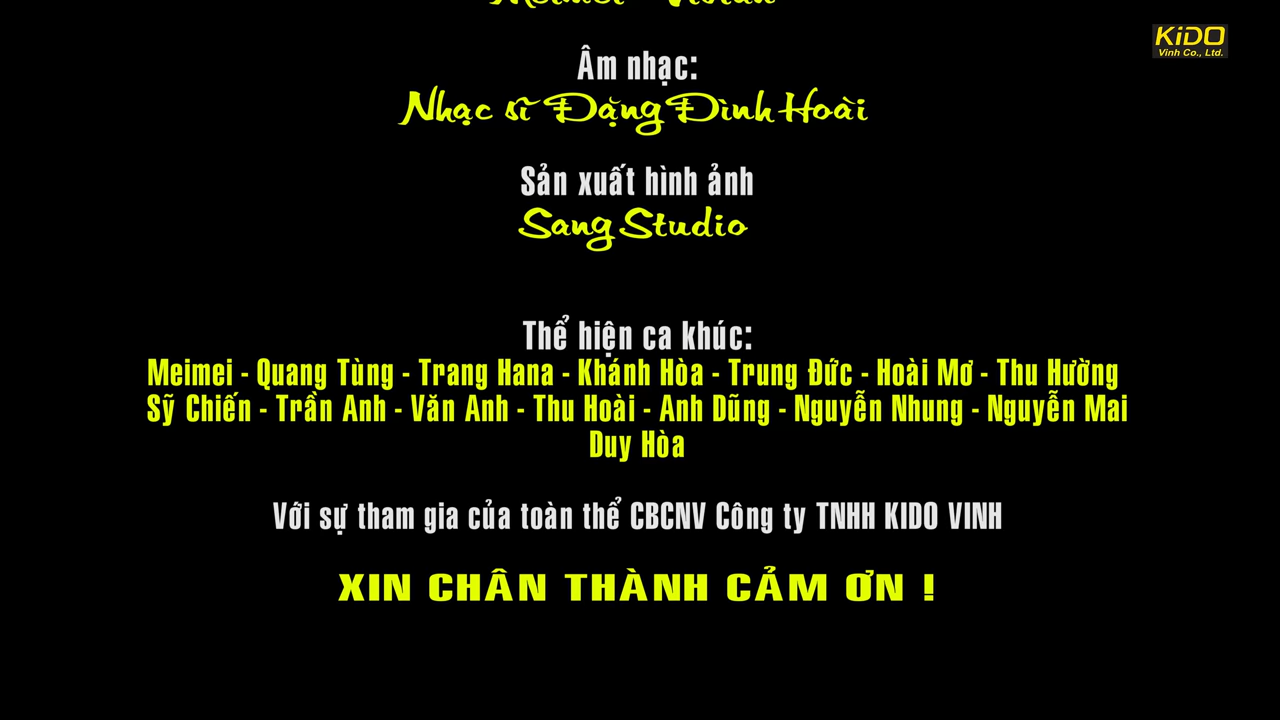 KiDO
Vinh Co., Ltd.
Âm nhạc:
Nhạc sĩ Đặng Đình Hoài
Sản xuất hình ảnh
Sang Studio
Thể hiện ca khúc:
Meimei - Quang Tùng - Trang Hana - Khánh Hòa - Trung Đức - Hoài Mơ - Thu Hường
Sỹ Chiến - Trần Anh - Văn Anh - Thu Hoài - Anh Dũng - Nguyễn Nhung - Nguyễn Mai
Duy Hòa
Với sự tham gia của toàn thể CBCNV Công ty TNHH KIDO VINH
XIN CHÂN THÀNH CẢM ƠN !